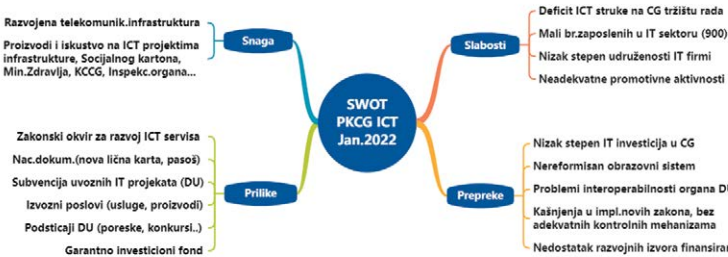 Razvojena telekomunik.infrastruktura
Proizvodi i iskustvo na ICT projektima
infrastrukture, Socijalnog kartona,
Min.Zdravlja, KCCG, Inspekc.organa...
Snaga
Deficit ICT struke na CG tržištu rada
Mali br.zaposlenih u IT sektoru (900)
Nizak stepen udruženosti IT firmi
Neadekvatne promotivne aktivnosti
Slabosti
SWOT
PKCG ICT
Jan.2022
Zakonski okvir za razvoj ICT servisa
Nac.dokum.(nova lična karta, pasoš)
Subvencija uvoznih IT projekata (DU)
Izvozni poslovi (usluge, proizvodi)
Podsticaji DU (poreske, konkursi..)
Garantno investicioni fond
Prilike
Nizak stepen IT investicija u CG
Nereformisan obrazovni sistem
Problemi interoperabilnosti organa
Kašnjenja u impl.novih zakona, bez
adekvatnih kontrolnih mehanizama
Nedostatak razvojnih izvora
Prepreke